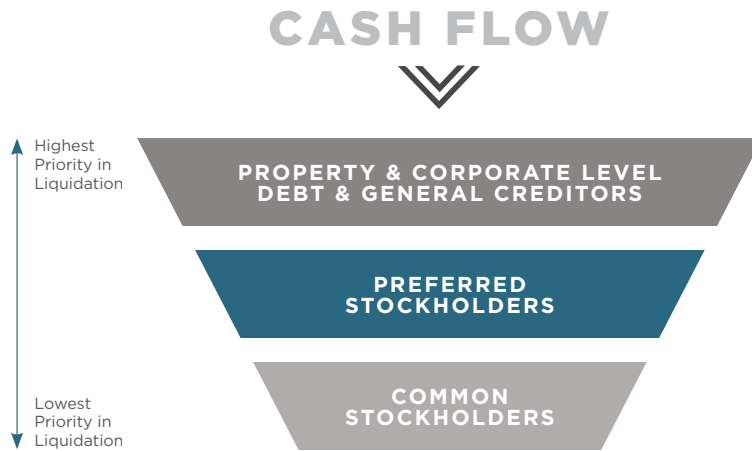 CASH FLOW
Highest
Priority in
Liquidation
PROPERTY & CORPORATE LEVEL
DEBT & GENERAL CREDITORS
PREFERRED
STOCKHOLDERS
COMMON
STOCKHOLDERS
Lowest
Priority in
Liquidation